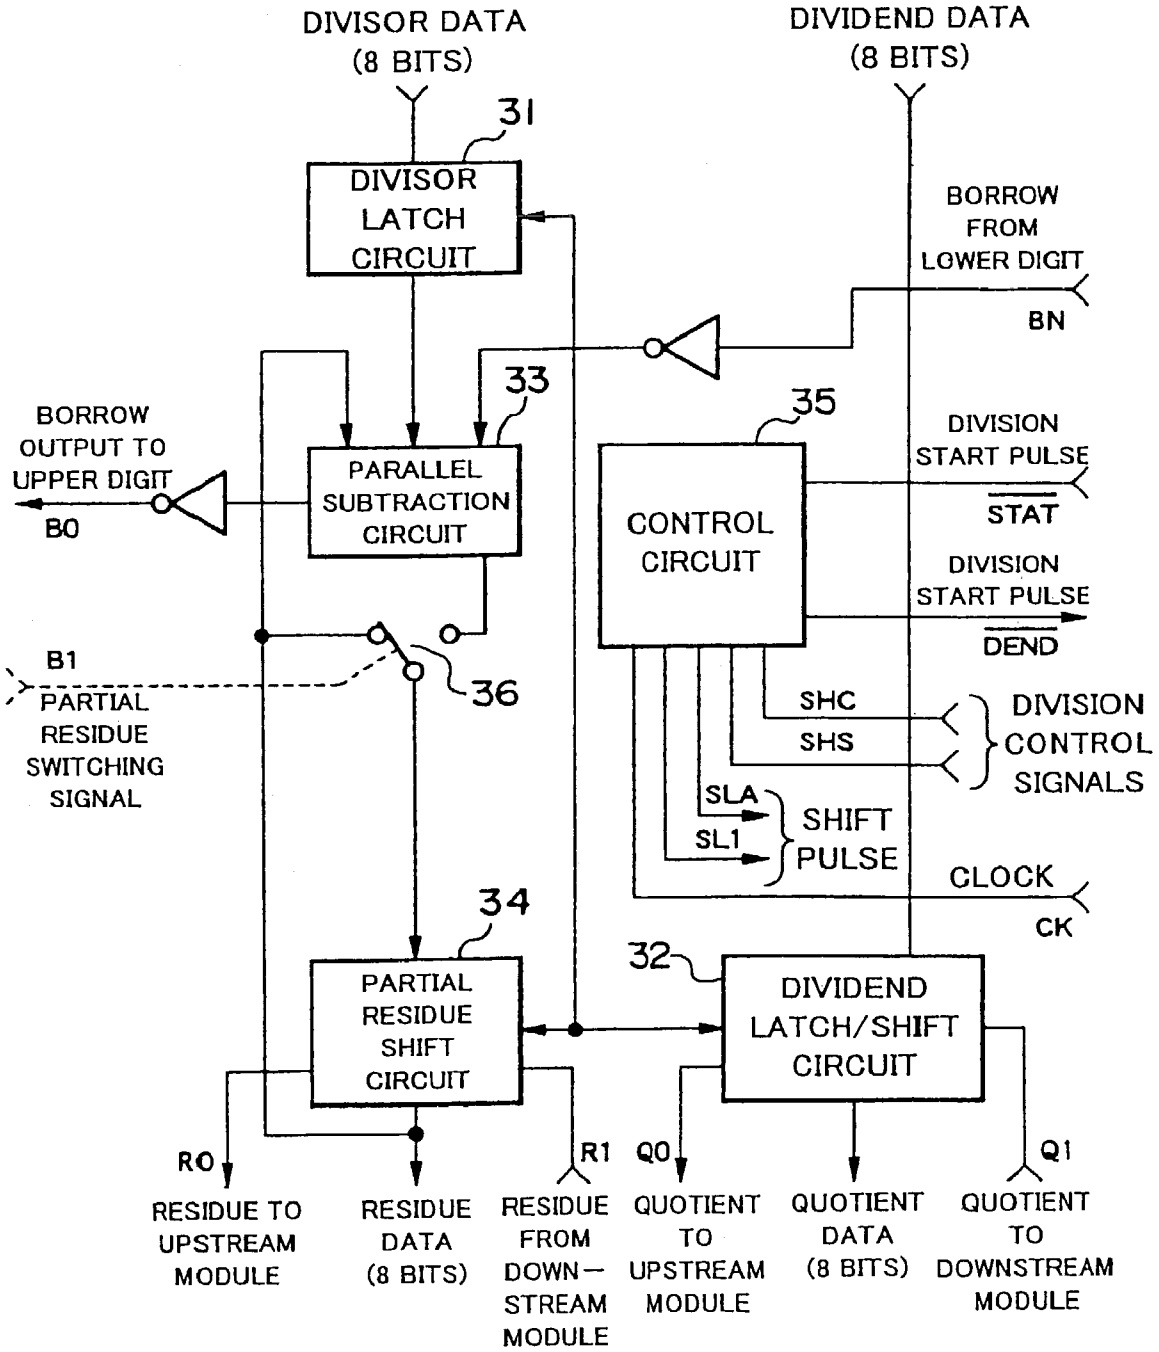 DIVISOR DATA
(8 BITS)
DIVIDEND DATA
(8 BITS)
31
DIVISOR
LATCH
CIRCUIT
BORROW
FROM
LOWER DIGIT
BN
33
35
BORROW
OUTPUT TO
UPPER DIGIT
B0
PARALLEL
SUBTRACTION
CIRCUIT
CONTROL
CIRCUIT
DIVISION
START PULSE
STAT
DIVISION
START PULSE
DEND
B1
PARTIAL
RESIDUE
SWITCHING
SIGNAL
36
SHC
SHS
DIVISION
CONTROL
SIGNALS
SLA
SL1
SHIFT
PULSE
CLOCK
CK
34
32
PARTIAL
RESIDUE
SHIFT
CIRCUIT
DIVIDEND
LATCH/SHIFT
CIRCUIT
R0
R1
Q0
Q1
RESIDUE TO
UPSTREAM
MODULE
RESIDUE
DATA
(8 BITS)
RESIDUE
FROM
DOWN-
STREAM
MODULE
QUOTIENT
TO
UPSTREAM
MODULE
QUOTIENT
DATA
(8 BITS)
QUOTIENT
TO
DOWNSTREAM
MODULE